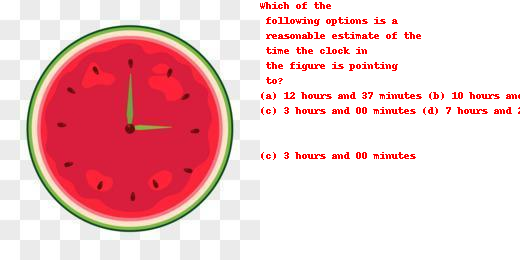 Which of the
following options is a
reasonable estimate of the
time the clock in
the figure is pointing
to?
(a) 12 hours and 37 minutes (b) 10 hours and
(c) 3 hours and 00 minutes (d) 7 hours and 2
(c) 3 hours and 00 minutes